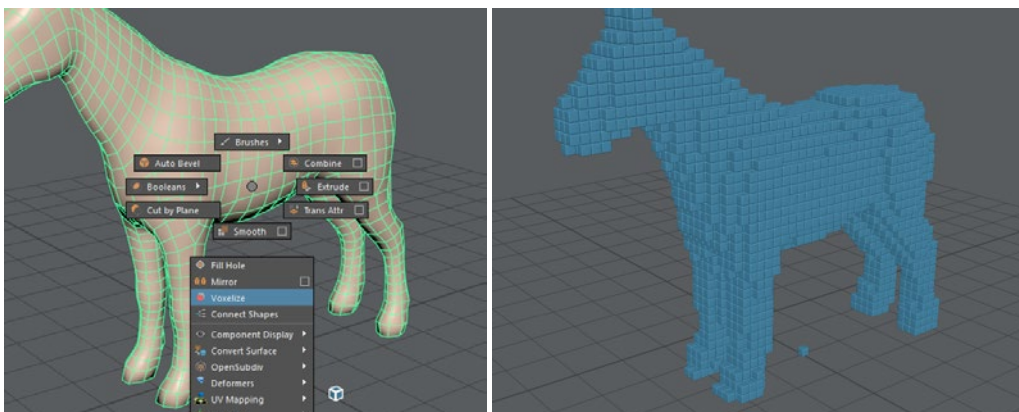 Brushes
Auto Bevel
Combine
Booleans
Extrude
Cut by Plane
Trans Attr
Smooth
Fill Hole
Mirror
Voxelize
Connect Shapes
Component Display
Convert Surface
OpenSubdiv
Deformers
UV Mapping